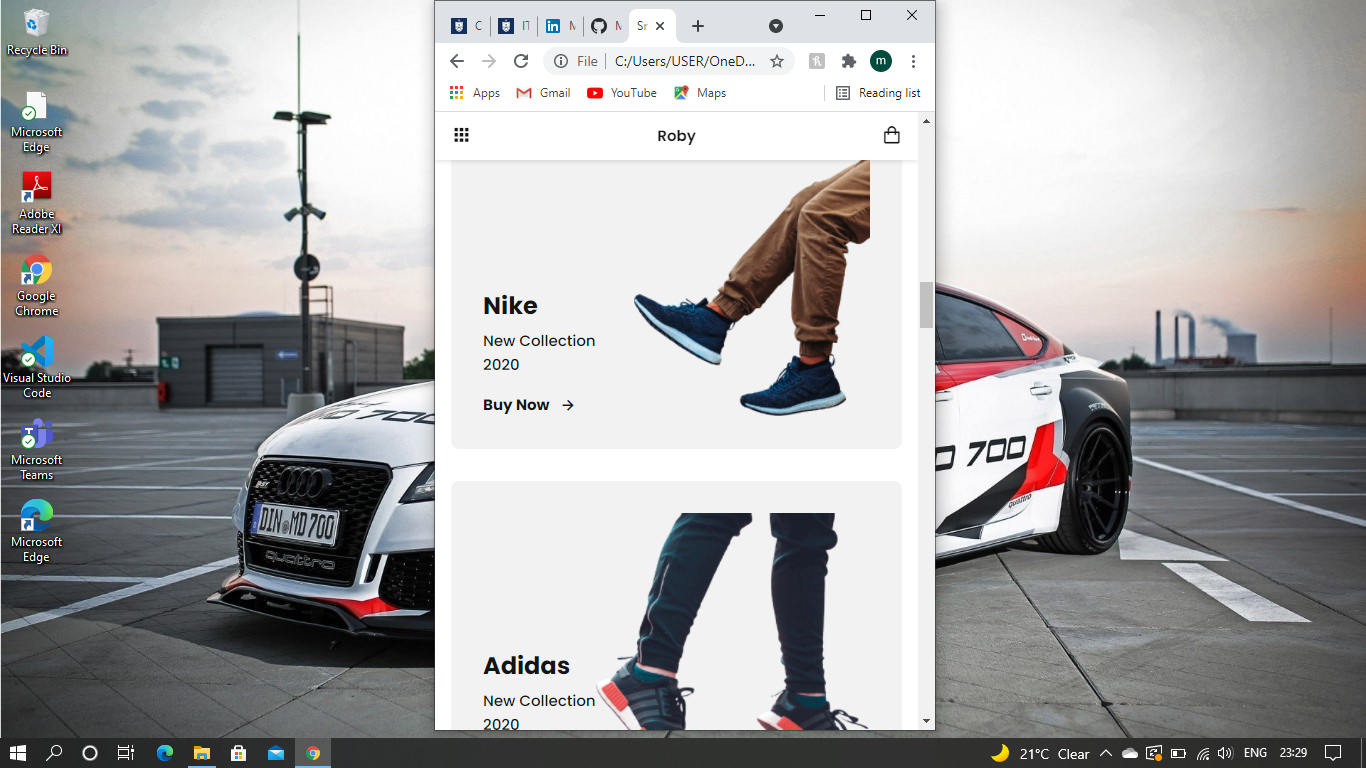 Recycle Bin
Microsoft
Edge
Adobe
Reader XI
Google
Chrome
Visual Studio
Code
Microsoft
Teams
Microsoft
Edge
Sr
File
C:/Users/USER/OneD...
m
Apps
Gmail
YouTube
Maps
Reading list
Roby
Nike
New Collection
2020
Buy Now
Adidas
New Collection
2020
DIN MD 700
quattro
700
quattro
21°C Clear
ENG
23:29